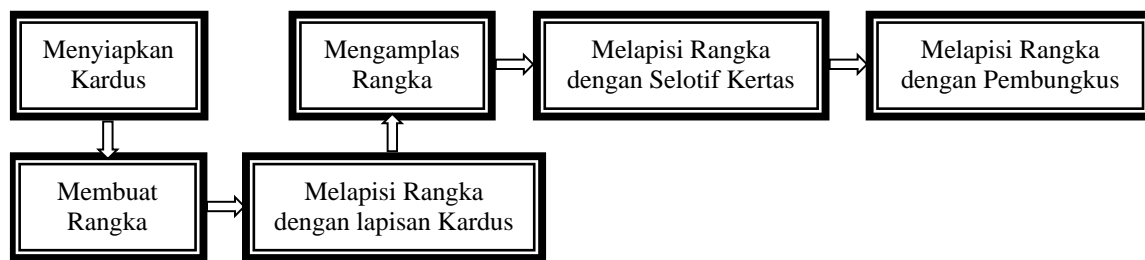 Menyiapkan
Kardus
Membuat
Rangka
Melapisi Rangka
dengan lapisan Kardus
Mengamplas
Rangka
Melapisi Rangka
dengan Selotif Kertas
Melapisi Rangka
dengan Pembungkus